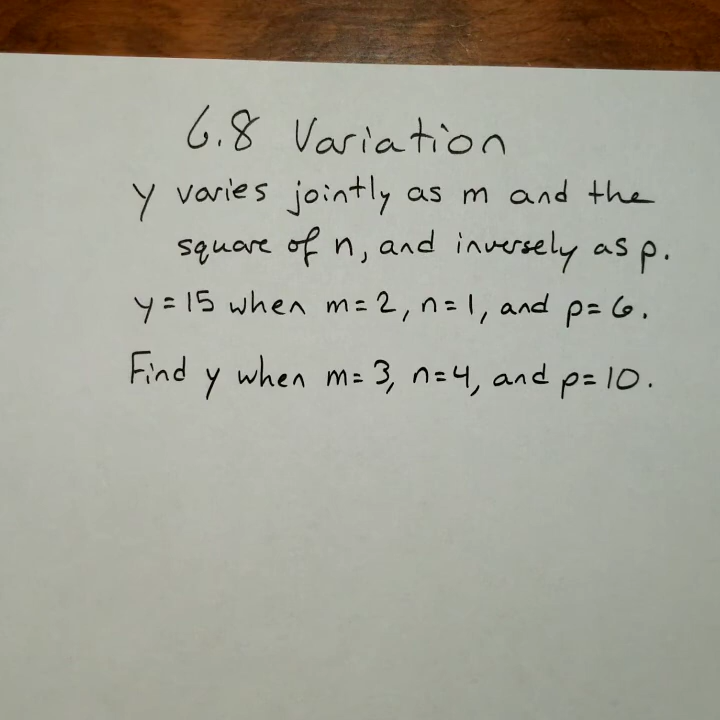 6.8 Variation
y varies jointly as m and the
square of n, and inversely as p.
y = 15 when m = 2, n = 1, and p = 6.
Find y when m = 3, n = 4, and p = 10.